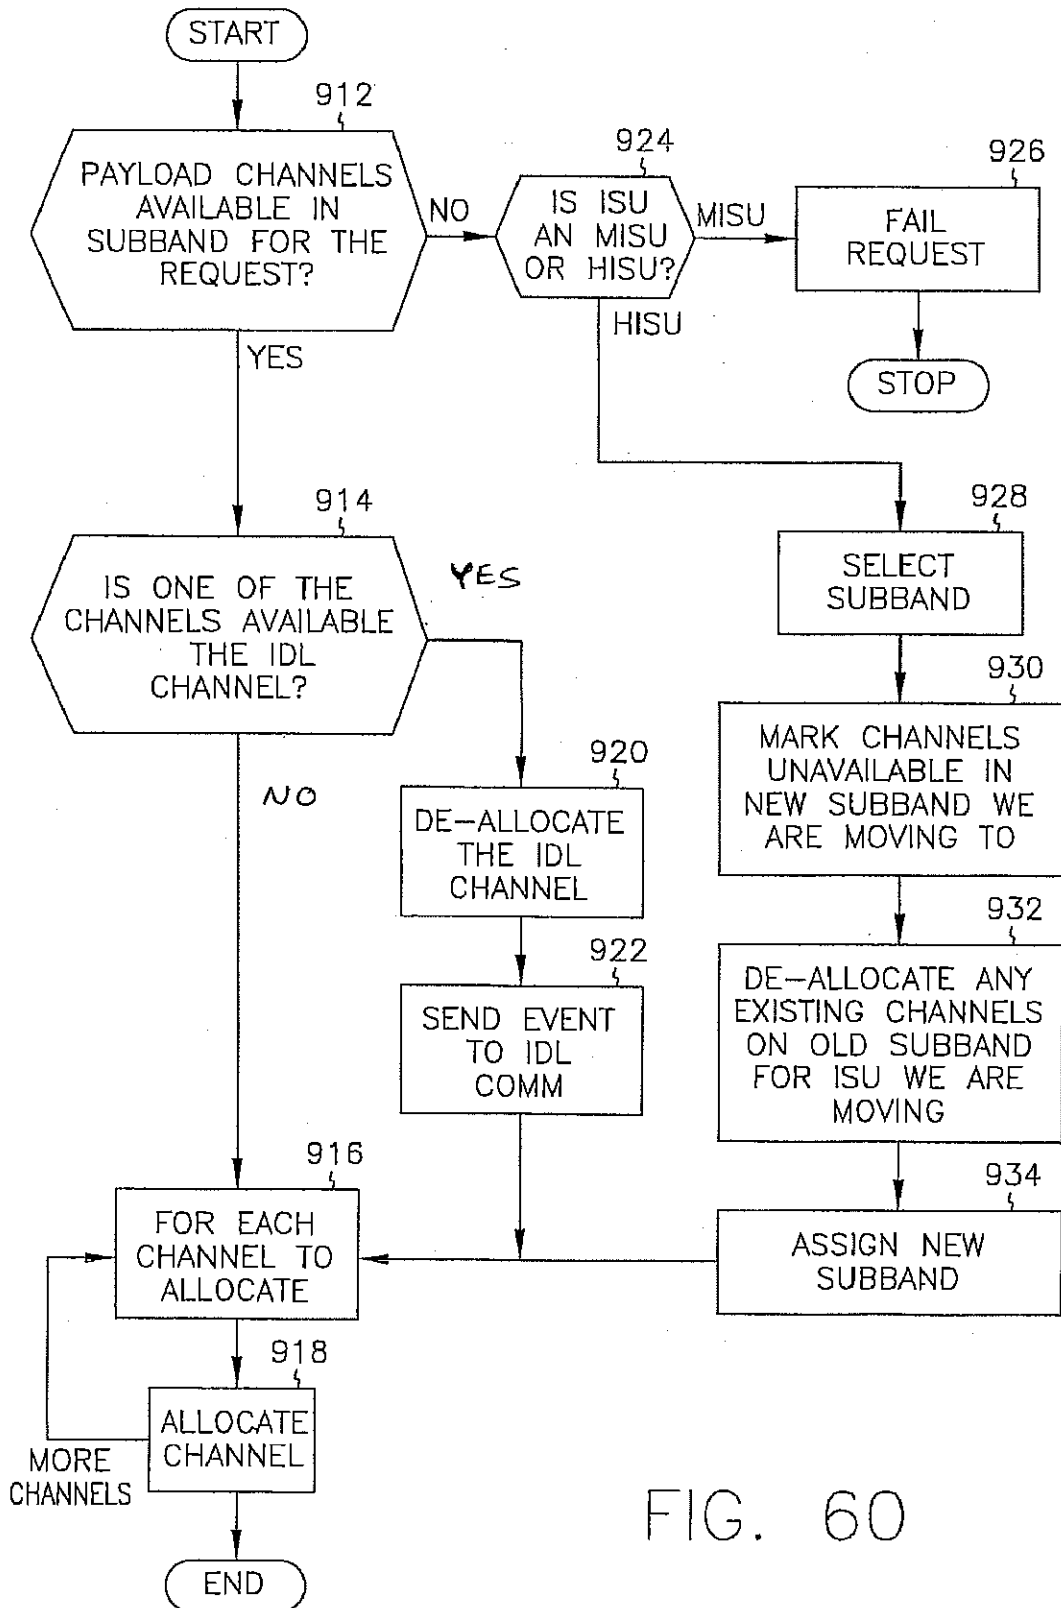 START
912
PAYLOAD CHANNELS
AVAILABLE IN
SUBBAND FOR THE
REQUEST?
NO
YES
924
IS ISU
AN MISU
OR HISU?
MISU
HISU
926
FAIL
REQUEST
STOP
914
IS ONE OF THE
CHANNELS AVAILABLE
THE IDL
CHANNEL?
YES
NO
928
SELECT
SUBBAND
930
MARK CHANNELS
UNAVAILABLE IN
NEW SUBBAND WE
ARE MOVING TO
920
DE-ALLOCATE
THE IDL
CHANNEL
922
SEND EVENT
TO IDL
COMM
932
DE-ALLOCATE ANY
EXISTING CHANNELS
ON OLD SUBBAND
FOR ISU WE ARE
MOVING
934
ASSIGN NEW
SUBBAND
916
FOR EACH
CHANNEL TO
ALLOCATE
918
ALLOCATE
CHANNEL
MORE
CHANNELS
END
FIG. 60